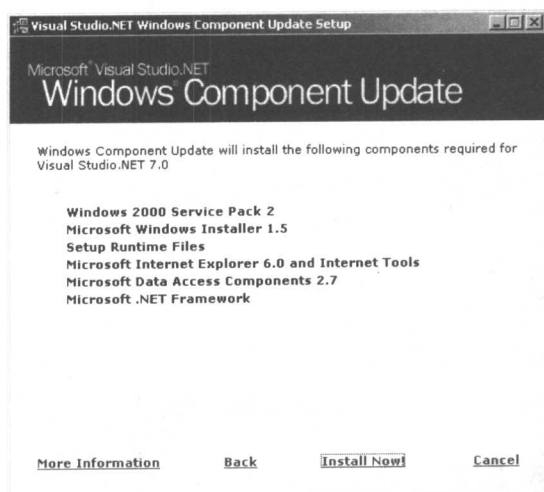 Visual Studio.NET Windows Component Update Setup
Microsoft® Visual Studio.NET
Windows® Component Update
Windows Component Update will install the following components required for
Visual Studio.NET 7.0
Windows 2000 Service Pack 2
Microsoft Windows Installer 1.5
Setup Runtime Files
Microsoft Internet Explorer 6.0 and Internet Tools
Microsoft Data Access Components 2.7
Microsoft .NET Framework
More Information Back Install Now! Cancel